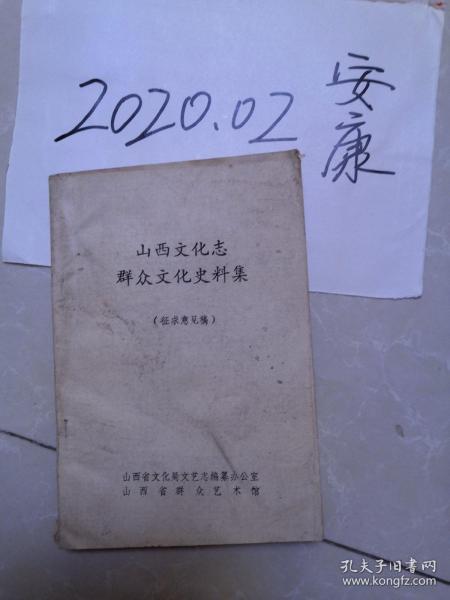 2020.02
安康
山西文化志
群众文化史料集
(征求意见稿)
山西省文化局文艺志编纂办公室
山西省群众艺术馆
孔夫子旧书网
www.kongfz.com